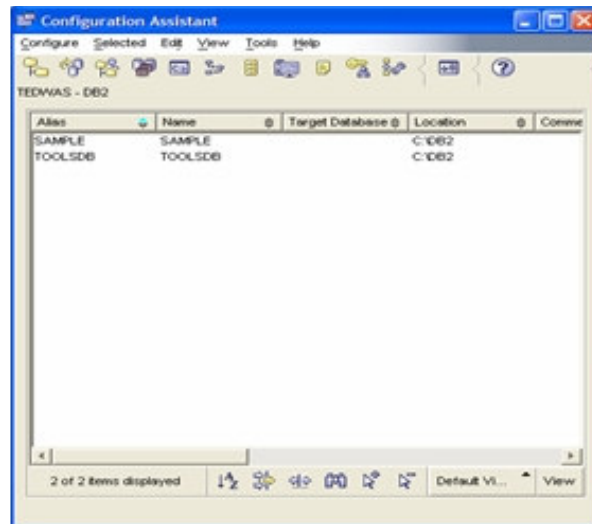 Configuration Assistant
Configure Selected Edit View Tools Help
TEDWAS - DB2
Alias Name Target Database Location Comme
SAMPLE SAMPLE C:\DB2
TOOLSDB TOOLSDB C:\DB2
2 of 2 items displayed Default Vi... View